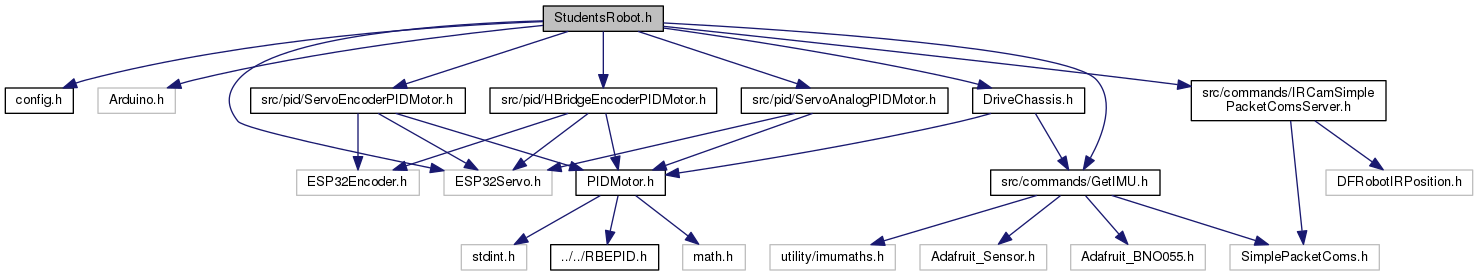 StudentsRobot.h
config.h
Arduino.h
src/pid/ServoEncoderPIDMotor.h
src/pid/HBridgeEncoderPIDMotor.h
src/pid/ServoAnalogPIDMotor.h
DriveChassis.h
src/commands/IRCamSimple
PacketComsServer.h
ESP32Encoder.h
ESP32Servo.h
PIDMotor.h
src/commands/GetIMU.h
DFRobotIRPosition.h
stdint.h
../../RBEPID.h
math.h
utility/imumaths.h
Adafruit_Sensor.h
Adafruit_BNO055.h
SimplePacketComs.h